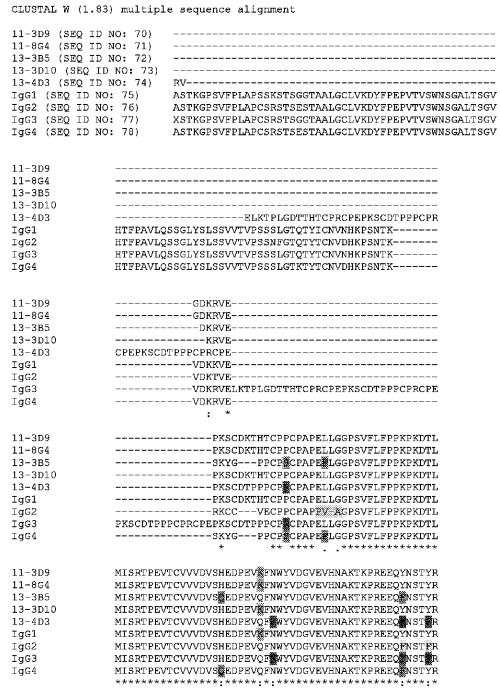 CLUSTAL W (1.83) multiple sequence alignment
11-3D9 (SEQ ID NO: 70) --------------------------------------------------
11-8G4 (SEQ ID NO: 71) --------------------------------------------------
13-3B5 (SEQ ID NO: 72) --------------------------------------------------
13-3D10 (SEQ ID NO: 73) --------------------------------------------------
13-4D3 (SEQ ID NO: 74) RV------------------------------------------------
IgG1 (SEQ ID NO: 75) ASTKGPSVFPLAPSSKSTSGGTAALGCLVKDYFPEPVTVSWNSGALTSGV
IgG2 (SEQ ID NO: 76) ASTKGPSVFPLAPCSRSTSESTAALGCLVKDYFPEPVTVSWNSGALTSGV
IgG3 (SEQ ID NO: 77) XSTKGPSVFPLAPCSRSTSGGTAALGCLVKDYFPEPVTVSWNSGALTSGV
IgG4 (SEQ ID NO: 78) ASTKGPSVFPLAPCSRSTSESTAALGCLVKDYFPEPVTVSWNSGALTSGV
11-3D9 --------------------------------------------------
11-8G4 --------------------------------------------------
13-3B5 --------------------------------------------------
13-3D10 --------------------------------------------------
13-4D3 --------------------ELKTPLGDTTHTCPRCPEPKSCDTPPPCPR
IgG1 HTFPAVLQSSGLYSLSSVVTVPSSSLGTQTYICNVNHKPSNTK-------
IgG2 HTFPAVLQSSGLYSLSSVVTVPSSNLGTQTYTCNVDHKPSNTK-------
IgG3 HTFPAVLQSSGLYSLSSVVTVPSSSLGTQTYTCNVNHKPSNTK-------
IgG4 HTFPAVLQSSGLYSLSSVVTVPSSSLGTKTYTCNVDHKPSNTK-------
11-3D9 ------------GDKRVE--------------------------------
11-8G4 ------------GDKRVE--------------------------------
13-3B5 -------------DKRVE--------------------------------
13-3D10 --------------KRVE--------------------------------
13-4D3 CPEPKSCDTPPPCPRCPE--------------------------------
IgG1 ------------VDKKVE--------------------------------
IgG2 ------------VDKTVE--------------------------------
IgG3 ------------VDKRVELKTPLGDTTHTCPRCPEPKSCDTPPPCPRCPE
IgG4 ------------VDKRVE--------------------------------
: *
11-3D9 ---------------PKSCDKTHTCPPCPAPELLGGPSVFLFPPKPKDTL
11-8G4 ---------------PKSCDKTHTCPPCPAPELLGGPSVFLFPPKPKDTL
13-3B5 ---------------SKYG--PPCPSCPAPEFLGGPSVFLFPPKPKDTL
13-3D10 ---------------PKSCDKTHTCPPCPAPELLGGPSVFLFPPKPKDTL
13-4D3 ---------------PKSCDTPPPCPRCPAPELLGGPSVFLFPPKPKDTL
IgG1 ---------------PKSCDKTHTCPPCPAPELLGGPSVFLFPPKPKDTL
IgG2 ---------------RKCC---VECPPCPAPPVAGPSVFLFPPKPKDTL
IgG3 PKSCDTPPPCPRCPEPKSCDTPPPCPRCPAPELLGGPSVFLFPPKPKDTL
IgG4 ---------------SKYG---PPCPSCPAPEFLGGPSVFLFPPKPKDTL
* ** **** . .****************
11-3D9 MISRTPEVTCVVVDVSHEDPEVKFNWYVDGVEVHNAKTKPREEQYNSTYR
11-8G4 MISRTPEVTCVVVDVSHEDPEVKFNWYVDGVEVHNAKTKPREEQYNSTYR
13-3B5 MISRTPEVTCVVVDVSQEDPEVQFNWYVDGVEVHNAKTKPREEQFNSTYR
13-3D10 MISRTPEVTCVVVDVSHEDPEVKFNWYVDGVEVHNAKTKPREEQYNSTYR
13-4D3 MISRTPEVTCVVVDVSHEDPEVQFKWYVDGVEVHNAKTKPREEQYNSTFR
IgG1 MISRTPEVTCVVVDVSHEDPEVKFNWYVDGVEVHNAKTKPREEQYNSTYR
IgG2 MISRTPEVTCVVVDVSHEDPEVQFNWYVDGVEVHNAKTKPREEQFNSTFR
IgG3 MISRTPEVTCVVVDVSHEDPEVQFKWYVDGVEVHNAKTKPREEQYNSTFR
IgG4 MISRTPEVTCVVVDVSQEDPEVQFNWYVDGVEVHNAKTKPREEQFNSTYR
****************:*****:*:*******************:***:*